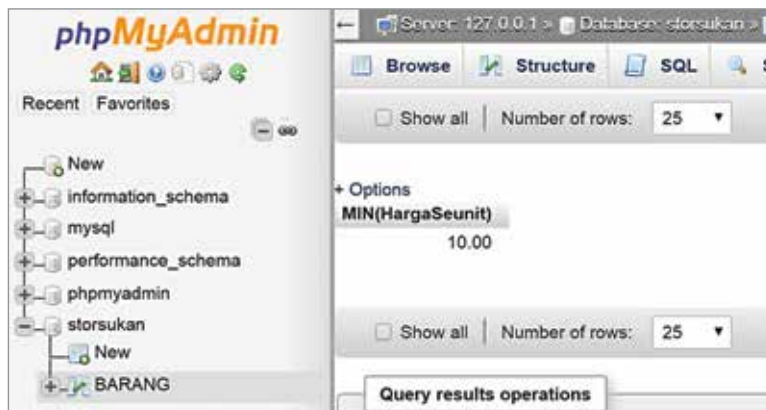 phpMyAdmin
Recent Favorites
New
information_schema
mysql
performance_schema
phpmyadmin
storsukan
New
BARANG
Server: 127.0.0.1 » Database: storsukan »
Browse Structure SQL S
Show all Number of rows: 25
+ Options
MIN(HargaSeunit)
10.00
Show all Number of rows: 25
Query results operations